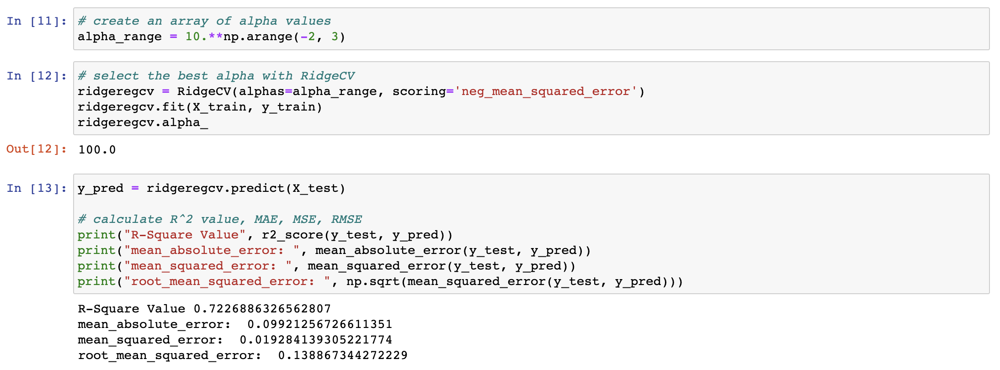 In [11]: # create an array of alpha values
alpha_range = 10.**np.arange(-2, 3)
In [12]: # select the best alpha with RidgeCV
ridgeregcv = RidgeCV(alphas=alpha_range, scoring='neg_mean_squared_error')
ridgeregcv.fit(X_train, y_train)
ridgeregcv.alpha_
Out[12]: 100.0
In [13]: y_pred = ridgeregcv.predict(X_test)
# calculate R^2 value, MAE, MSE, RMSE
print("R-Square Value", r2_score(y_test, y_pred))
print("mean_absolute_error: ", mean_absolute_error(y_test, y_pred))
print("mean_squared_error: ", mean_squared_error(y_test, y_pred))
print("root_mean_squared_error: ", np.sqrt(mean_squared_error(y_test, y_pred)))
R-Square Value 0.7226886326562807
mean_absolute_error:  0.09921256726611351
mean_squared_error:  0.019284139305221774
root_mean_squared_error:  0.138867344272229